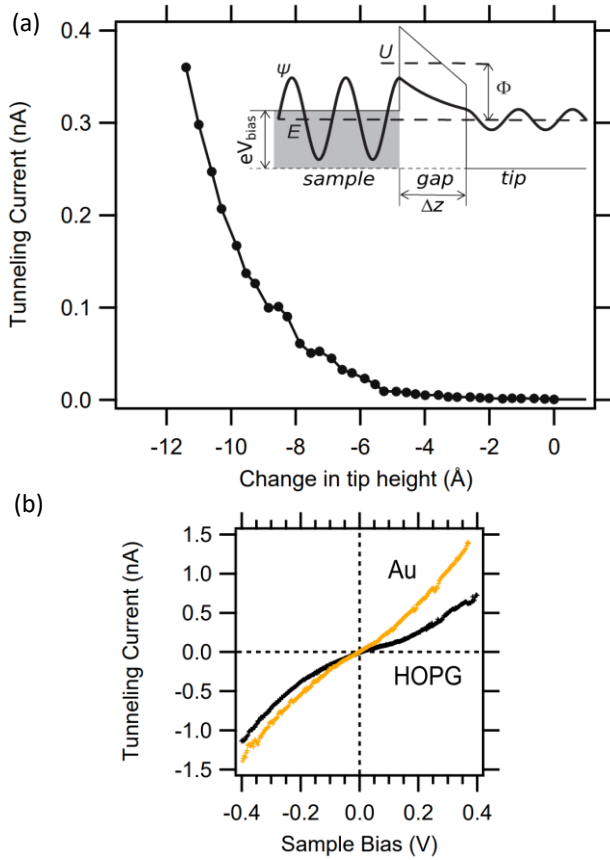 (a)
0.4
0.3
0.2
0.1
0.0
Tunneling Current (nA)
ψ
U
Φ
E
eVbias
sample
gap
tip
Δz
-12
-10
-8
-6
-4
-2
0
Change in tip height (Å)
(b)
1.5
1.0
0.5
0.0
-0.5
-1.0
-1.5
Tunneling Current (nA)
Au
HOPG
-0.4
-0.2
0.0
0.2
0.4
Sample Bias (V)